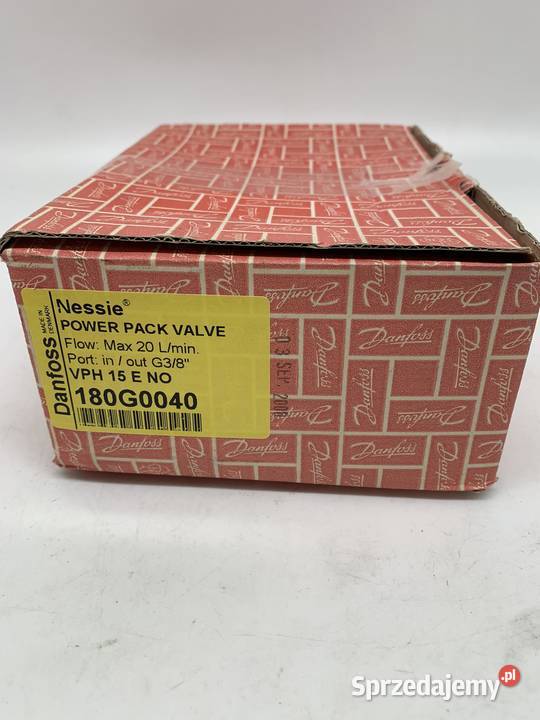 Danfoss
MADE IN
DENMARK
Nessie®
POWER PACK VALVE
Flow: Max 20 L/min.
Port: in / out G3/8"
VPH 15 E NO
180G0040
Danfoss
Sprzedajemy.pl